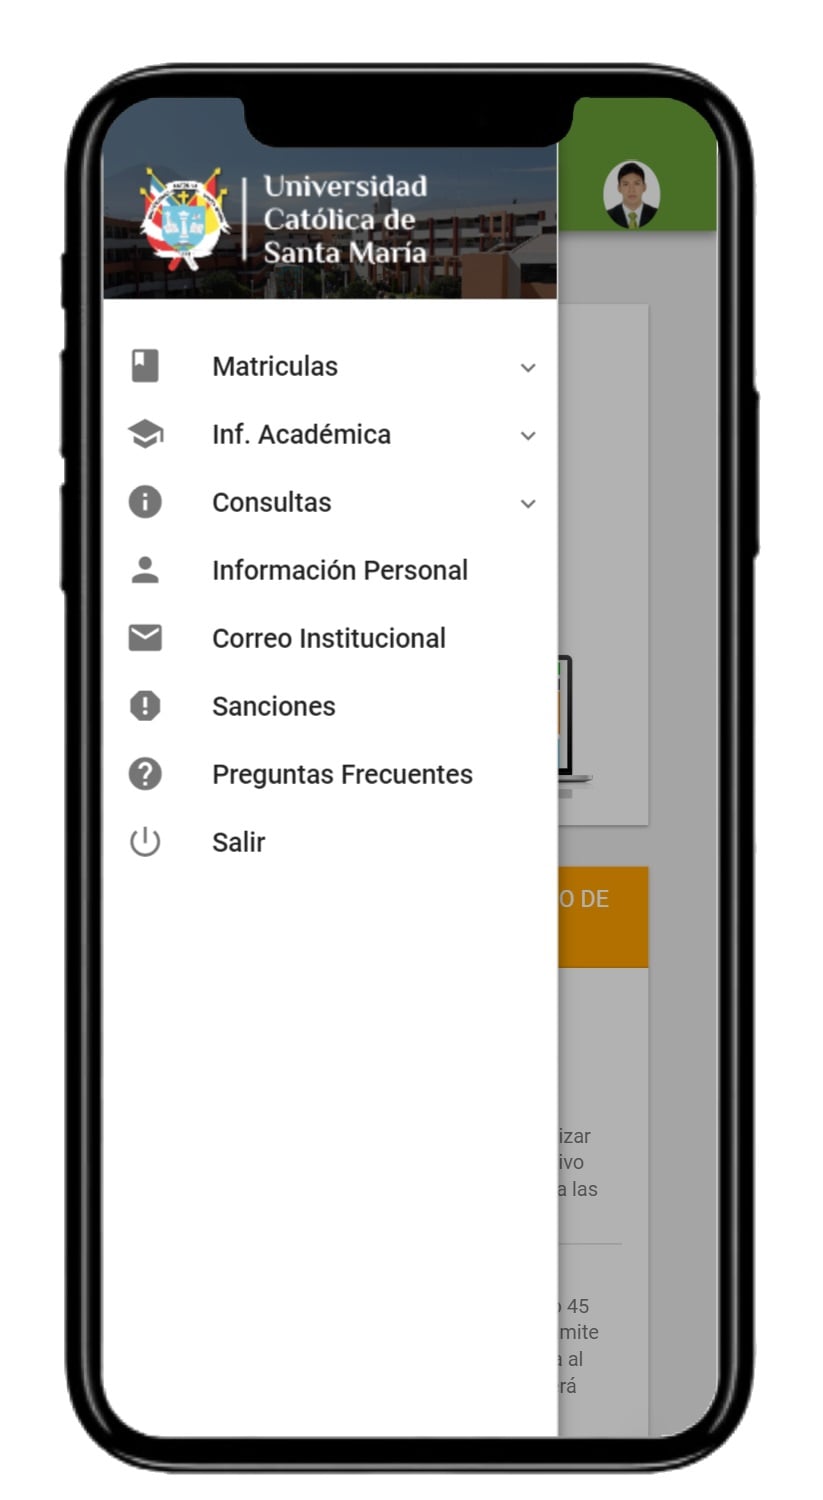 Universidad
Católica de
Santa María
Matriculas
Inf. Académica
Consultas
Información Personal
Correo Institucional
Sanciones
Preguntas Frecuentes
Salir
O DE
izar
ivo
a las
45
mite
a al
rá